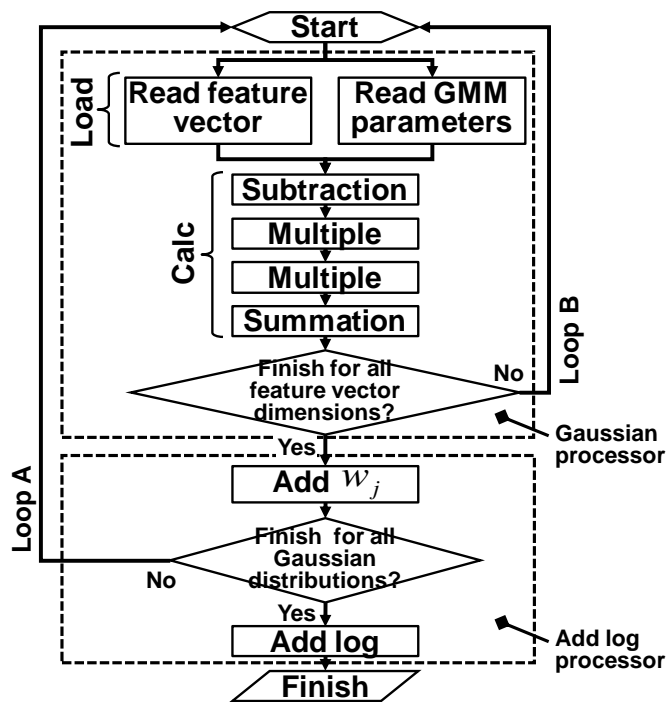 Start
Load
Read feature
vector
Read GMM
parameters
Calc
Subtraction
Multiple
Multiple
Summation
Loop B
Finish for all
feature vector
dimensions?
No
Gaussian
processor
Yes
Add w_j
Loop A
Finish for all
Gaussian
distributions?
No
Yes
Add log
Add log
processor
Finish